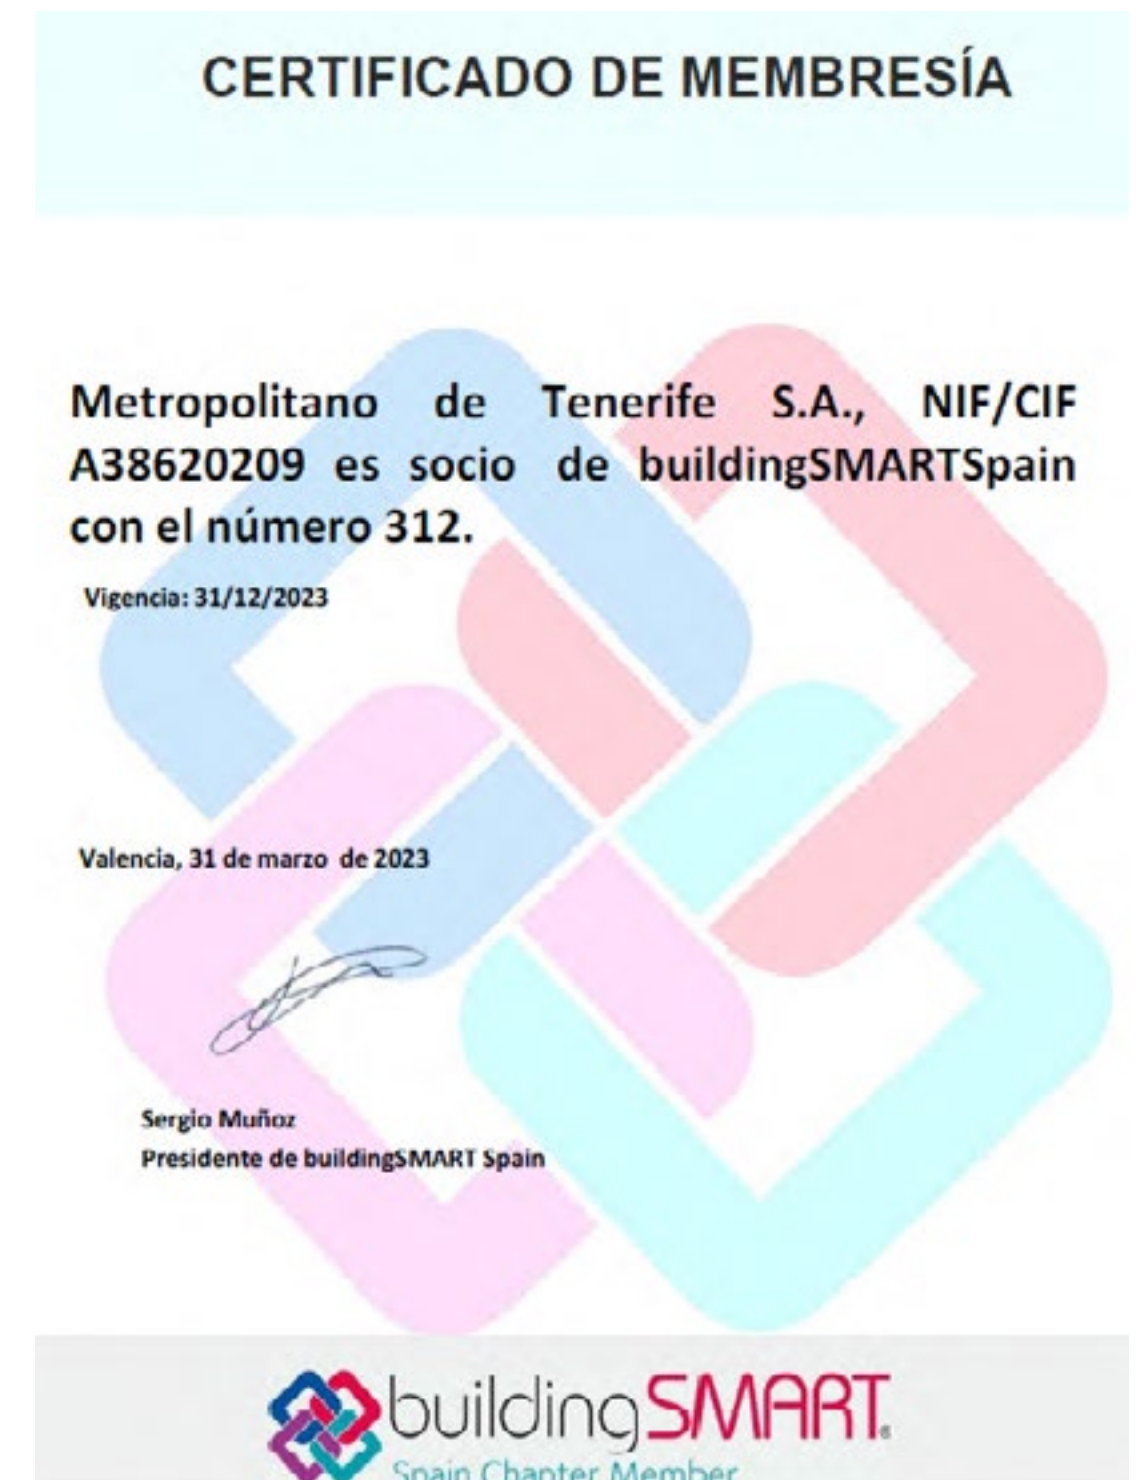 CERTIFICADO DE MEMBRESÍA
Metropolitano de Tenerife S.A., NIF/CIF
A38620209 es socio de buildingSMARTSpain
con el número 312.
Vigencia: 31/12/2023
Valencia, 31 de marzo de 2023
Sergio Muñoz
Presidente de buildingSMART Spain
buildingSMART®
Spain Chapter Member